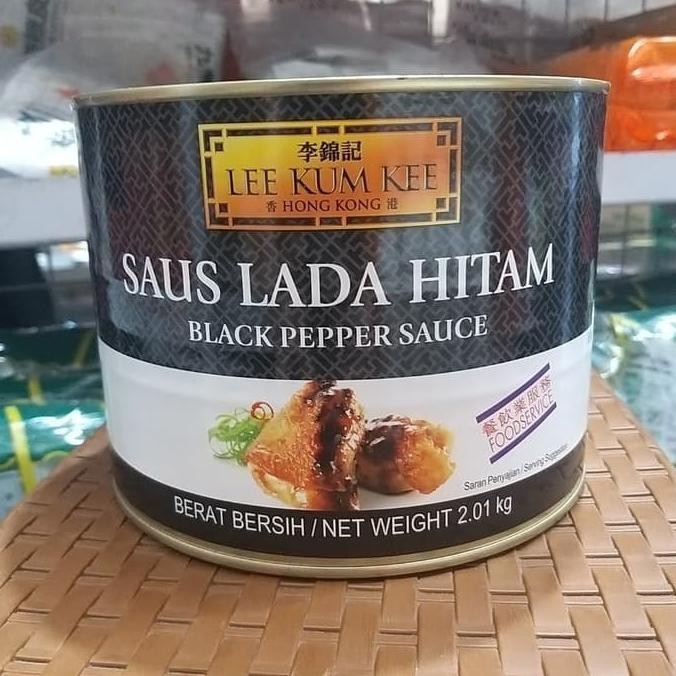 李錦記
LEE KUM KEE
香 HONG KONG 港
SAUS LADA HITAM
BLACK PEPPER SAUCE
餐飲業服務
FOODSERVICE
Saran Penyajian / Serving Suggestion
BERAT BERSIH / NET WEIGHT 2.01 kg